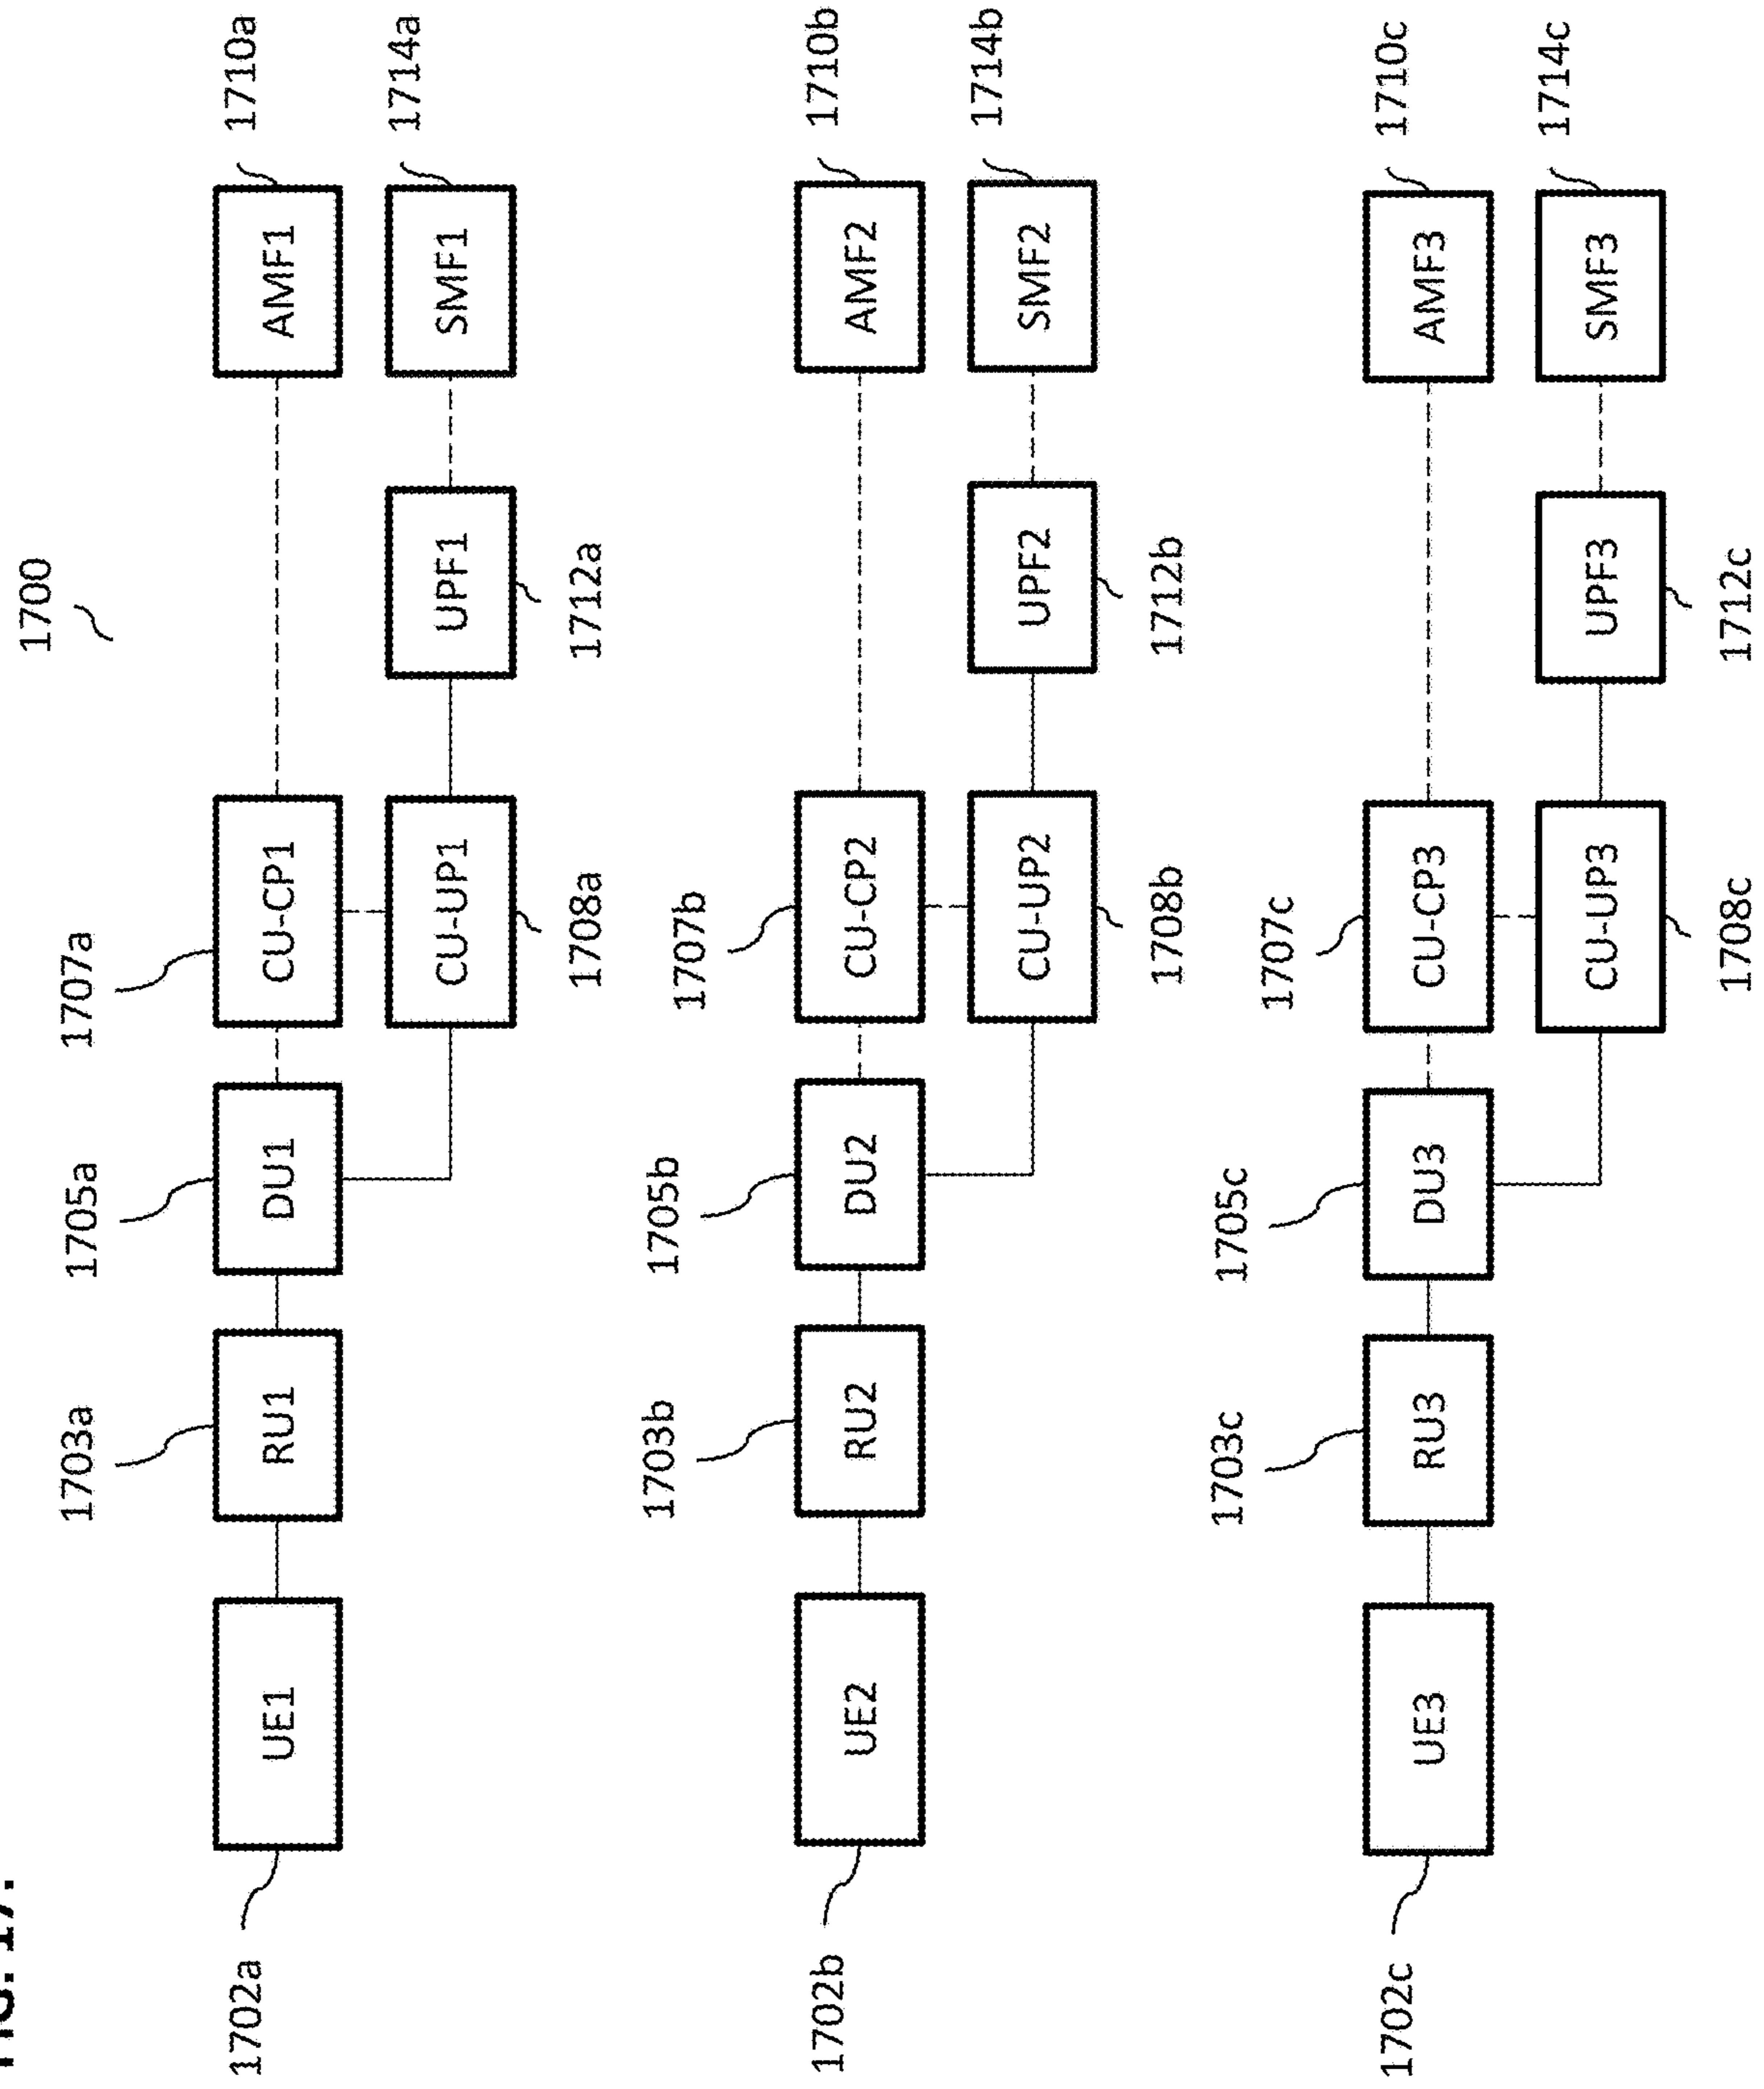 FIG. 17.
1700
1707a
1705a
1703a
1710a
AMF1
CU-CP1
DU1
RU1
UE1
1702a
1714a
SMF1
UPF1
CU-UP1
1712a
1708a
1707b
1705b
1703b
1710b
AMF2
CU-CP2
DU2
RU2
UE2
1702b
1714b
SMF2
UPF2
CU-UP2
1712b
1708b
1707c
1705c
1703c
1710c
AMF3
CU-CP3
DU3
RU3
UE3
1702c
1714c
SMF3
UPF3
CU-UP3
1712c
1708c